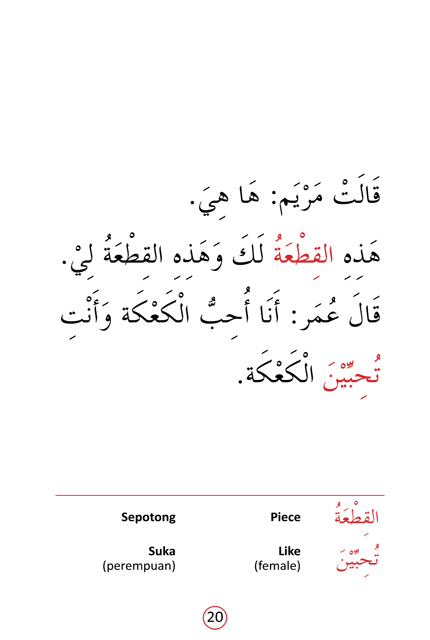 قَالَتْ مَرْيَم: هَا هِيَ.
هَذِهِ القِطْعَةُ لَكَ وَهَذِهِ القِطْعَةُ لِيْ.
قَالَ عُمَر: أَنَا أُحِبُّ الْكَعْكَة وَأَنْتِ
تُحِبِّيْنَ الْكَعْكَة.
القِطْعَةُ Piece Sepotong
تُحِبِّيْنَ Like Suka
(female) (perempuan)
20